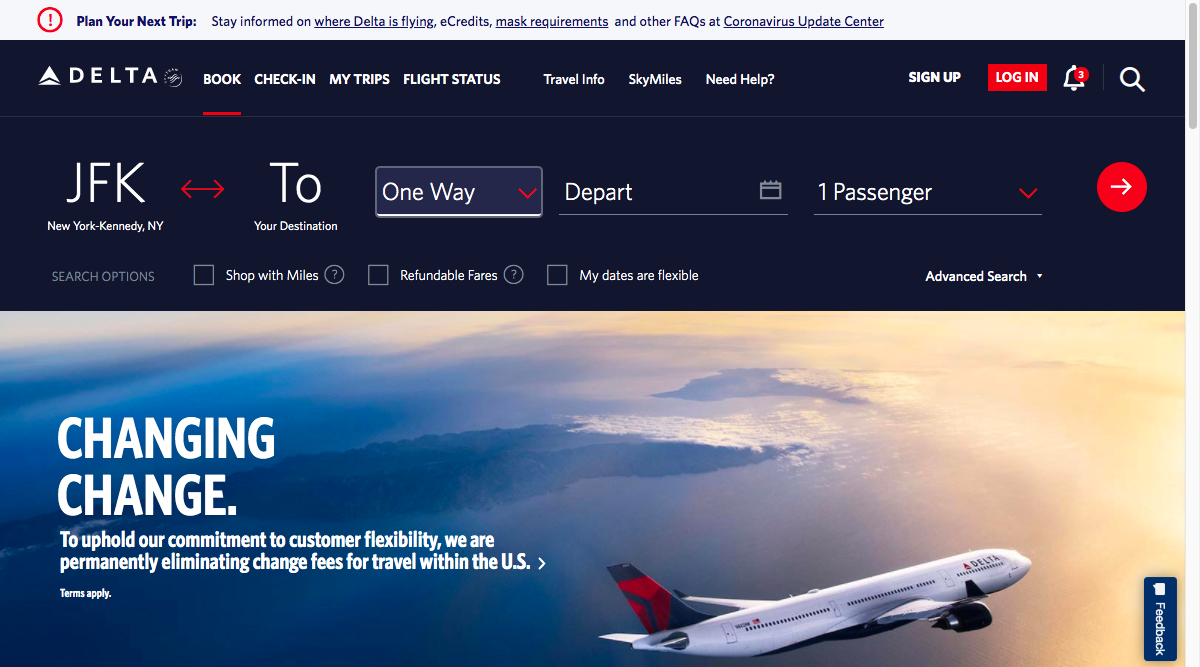 Plan Your Next Trip: Stay informed on where Delta is flying, eCredits, mask requirements and other FAQs at Coronavirus Update Center
DELTA BOOK CHECK-IN MY TRIPS FLIGHT STATUS Travel Info SkyMiles Need Help? SIGN UP LOG IN 3
JFK To One Way Depart 1 Passenger
New York-Kennedy, NY Your Destination
SEARCH OPTIONS Shop with Miles ? Refundable Fares ? My dates are flexible Advanced Search
CHANGING
CHANGE.
To uphold our commitment to customer flexibility, we are
permanently eliminating change fees for travel within the U.S.
Terms apply.
DELTA
Feedback